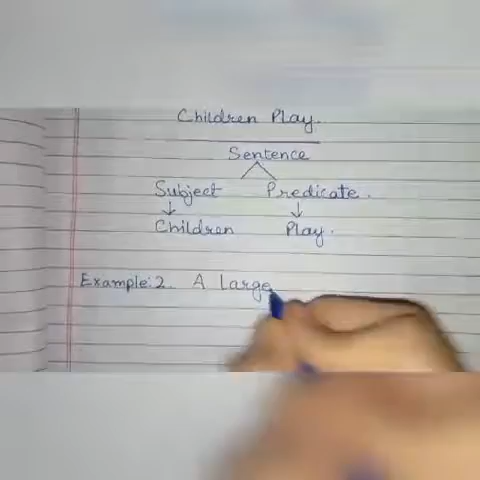 Children Play.
Sentence
Subject Predicate.
Children Play.
Example:2. A Large